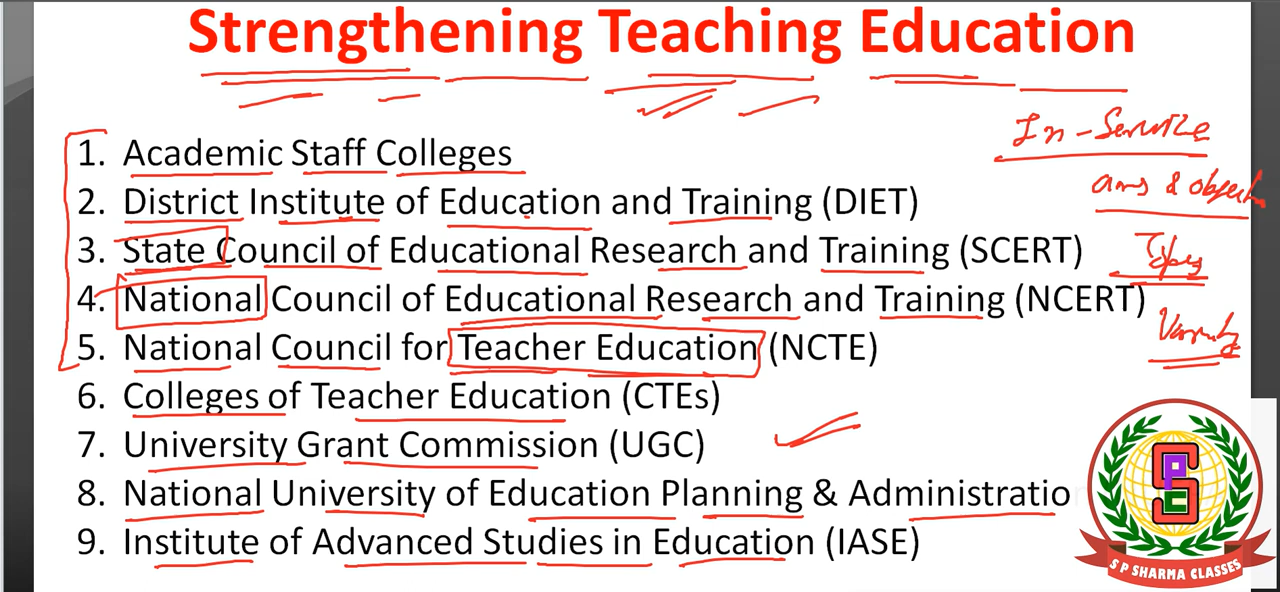 Strengthening Teaching Education
In-Service
1. Academic Staff Colleges
2. District Institute of Education and Training (DIET)
3. State Council of Educational Research and Training (SCERT)
4. National Council of Educational Research and Training (NCERT)
5. National Council for Teacher Education (NCTE)
6. Colleges of Teacher Education (CTEs)
7. University Grant Commission (UGC)
8. National University of Education Planning & Administratio
9. Institute of Advanced Studies in Education (IASE)
S P SHARMA CLASSES